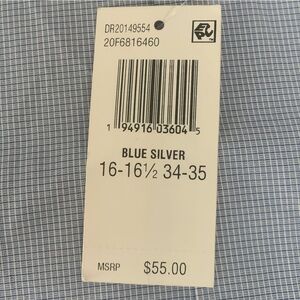 DR20149554
20F6816460
1 94916 03604 5
BLUE SILVER
16-16½ 34-35
MSRP $55.00